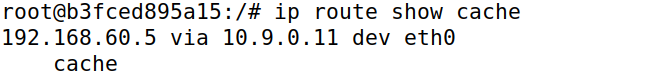 root@b3fced895a15:/# ip route show cache
192.168.60.5 via 10.9.0.11 dev eth0
    cache